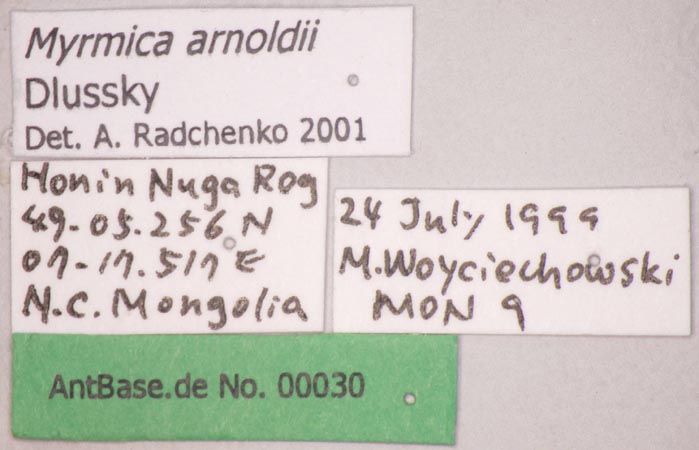 Myrmica arnoldii
Dlussky
Det. A. Radchenko 2001
Honin Nuga Rog
49-05.256 N
07-17.517 E
N.C. Mongolia
24 July 1999
M. Woyciechowski
MON 9
AntBase.de No. 00030